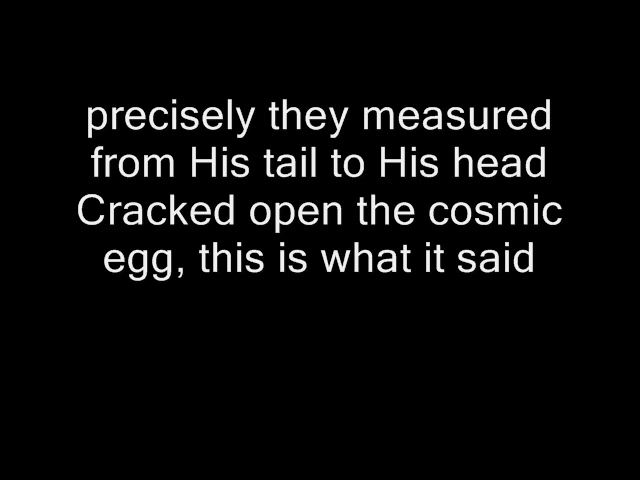 precisely they measured
from His tail to His head
Cracked open the cosmic
egg, this is what it said